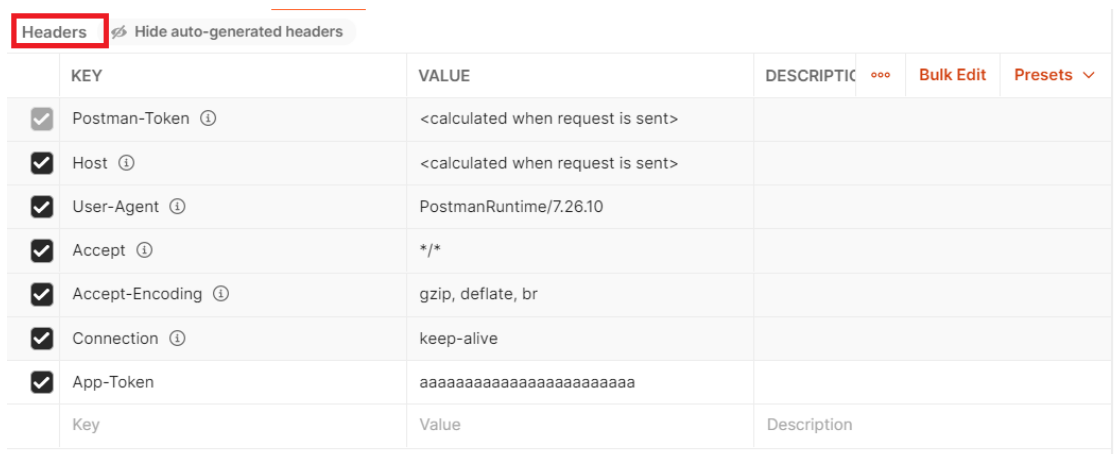 Headers Hide auto-generated headers
KEY VALUE DESCRIPTIO Bulk Edit Presets
Postman-Token <calculated when request is sent>
Host <calculated when request is sent>
User-Agent PostmanRuntime/7.26.10
Accept */*
Accept-Encoding gzip, deflate, br
Connection keep-alive
App-Token aaaaaaaaaaaaaaaaaaaaaaaa
Key Value Description